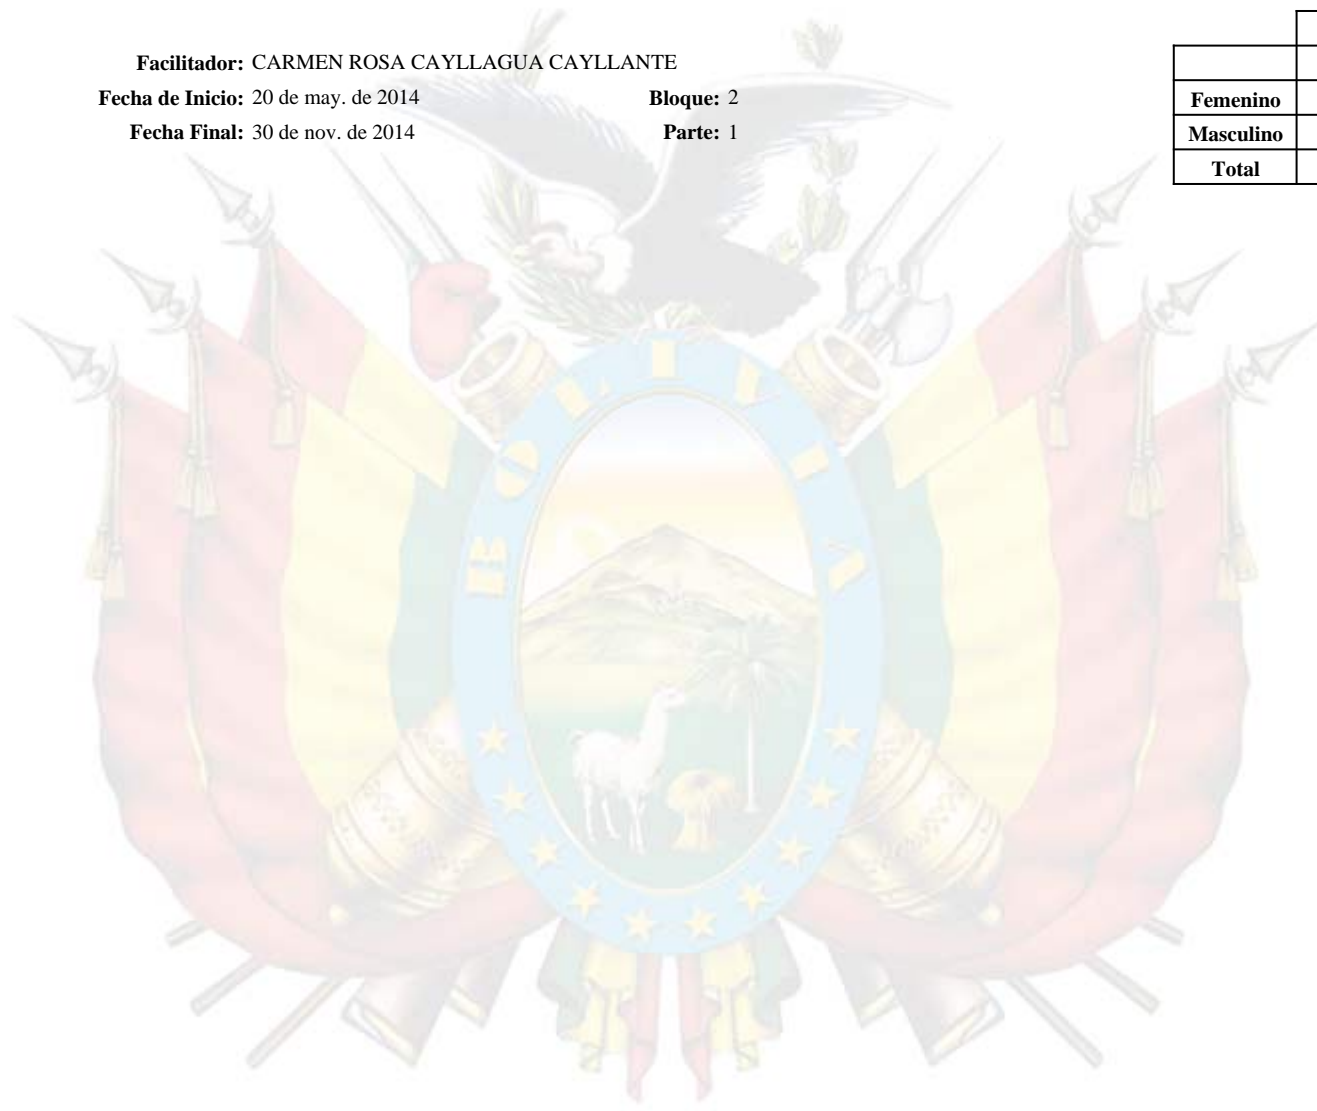 Facilitador: CARMEN ROSA CAYLLAGUA CAYLLANTE
Fecha de Inicio: 20 de may. de 2014 Bloque: 2
Fecha Final: 30 de nov. de 2014 Parte: 1
Femenino
Masculino
Total
BOLIVIA